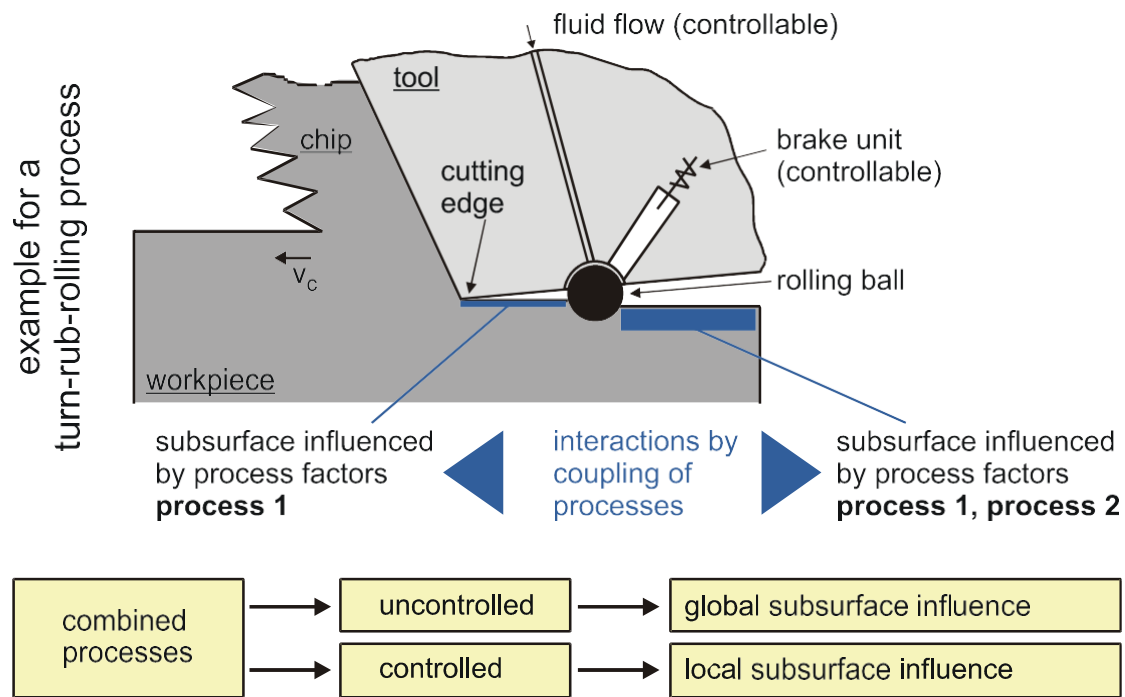 example for a
turn-rub-rolling process
fluid flow (controllable)
tool
chip
brake unit
(controllable)
cutting
edge
vc
rolling ball
workpiece
subsurface influenced
by process factors
process 1
interactions by
coupling of
processes
subsurface influenced
by process factors
process 1, process 2
combined
processes
uncontrolled
global subsurface influence
controlled
local subsurface influence